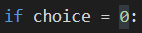 if choice = 0: